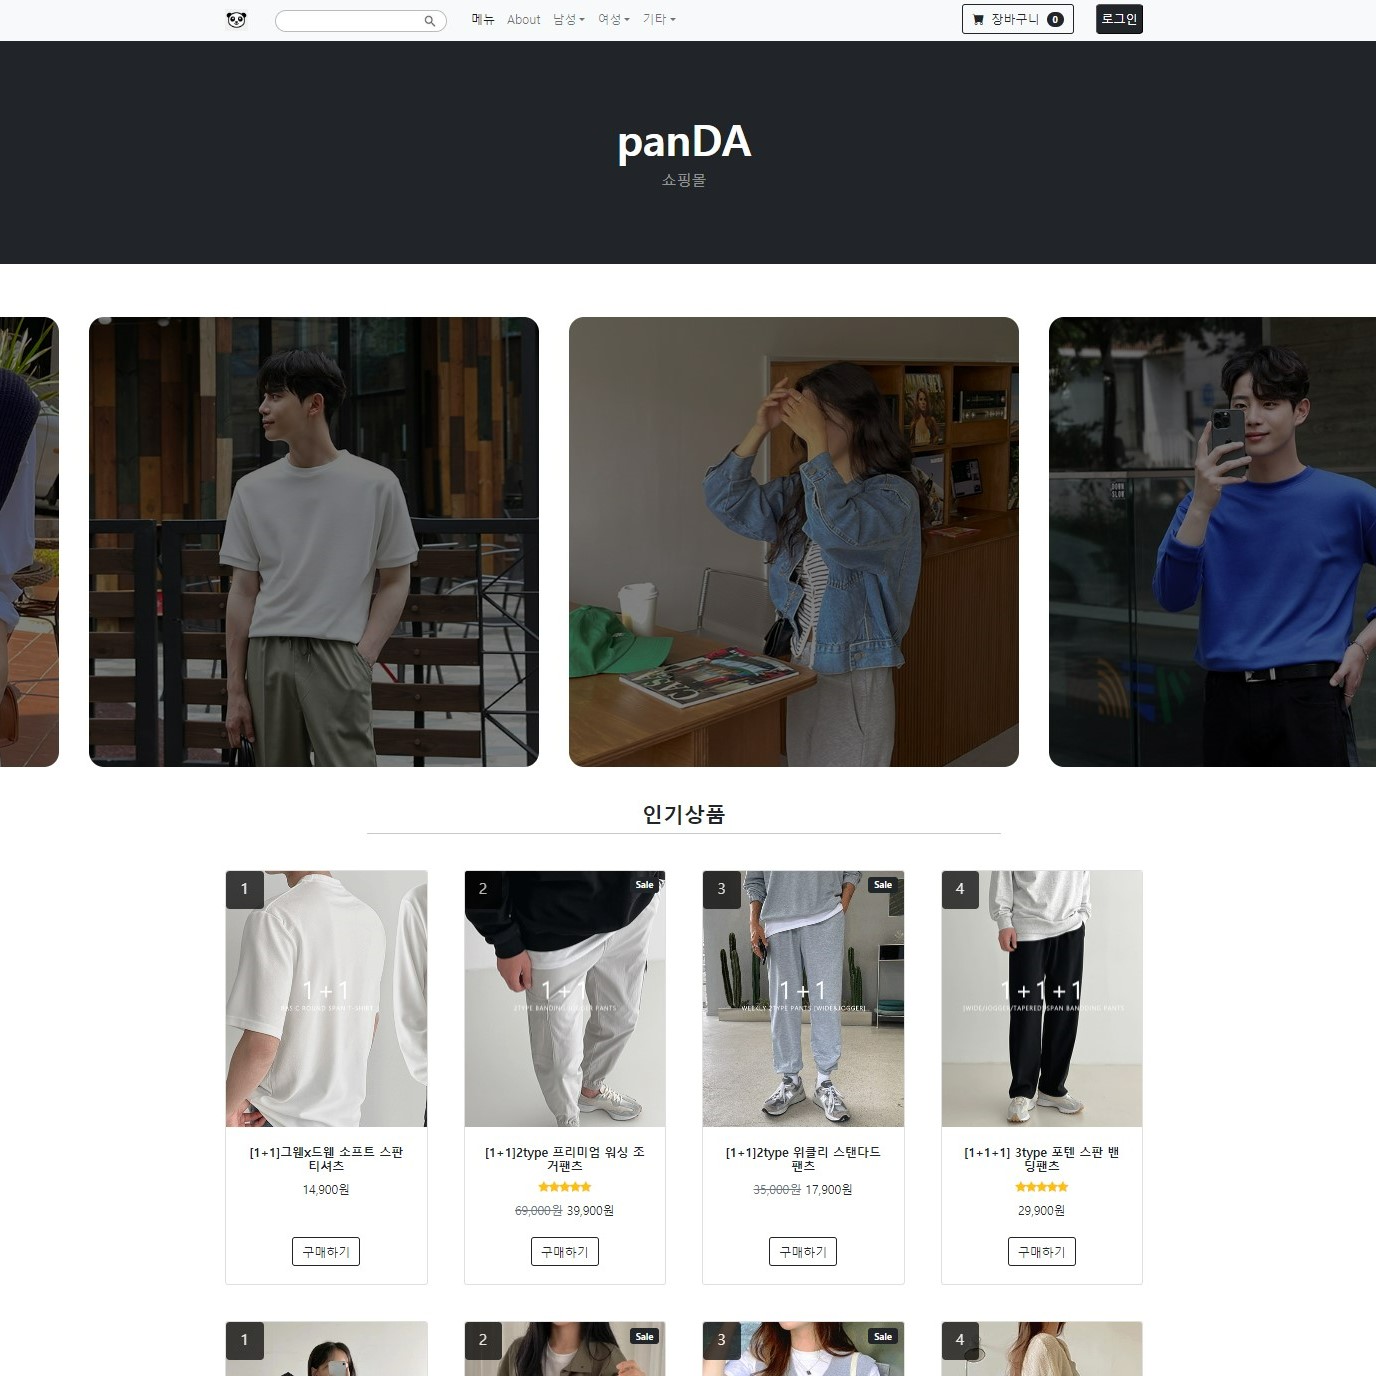 메뉴 About 남성 여성 기타 장바구니 0 로그인
panDA
쇼핑몰
인기상품
1
1+1
BASIC ROUND SPAN T-SHIRT
[1+1]그웬x드웬 소프트 스판
티셔츠
14,900원
구매하기
2 Sale
1+1
2TYPE BANDING JOGGER PANTS
[1+1]2type 프리미엄 워싱 조
거팬츠
69,000원 39,900원
구매하기
3 Sale
1+1
WEEKLY 2TYPE PANTS (WIDE&JOGGER)
[1+1]2type 위클리 스탠다드
팬츠
35,000원 17,900원
구매하기
4
1+1+1
(WIDE/JOGGER/TAPERED)SPAN BANDING PANTS
[1+1+1] 3type 포텐 스판 밴
딩팬츠
29,900원
구매하기
1
2 Sale
3 Sale
4